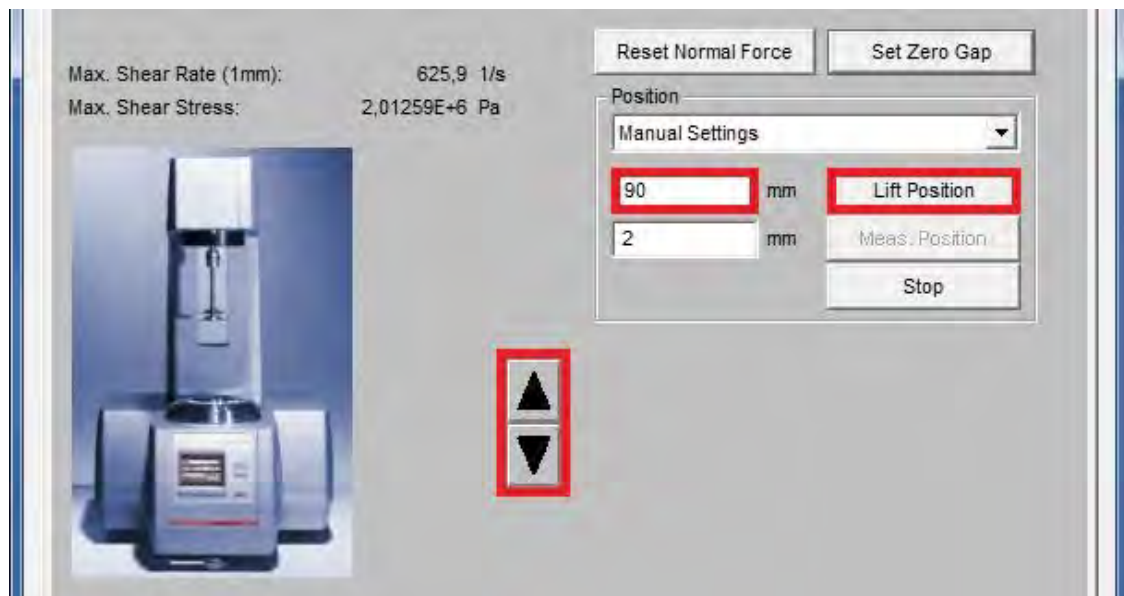 Max. Shear Rate (1mm): 625,9 1/s
Max. Shear Stress: 2,01259E+6 Pa
Reset Normal Force
Set Zero Gap
Position
Manual Settings
90 mm
Lift Position
2 mm
Meas. Position
Stop